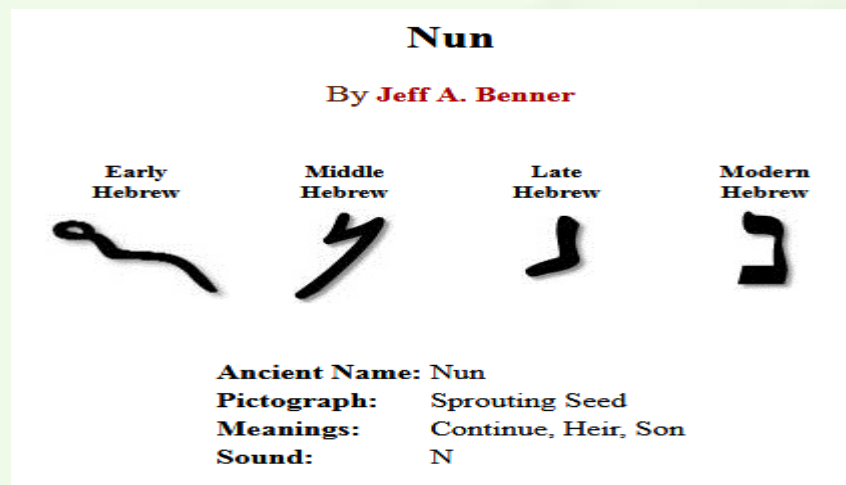 Nun
By Jeff A. Benner
Early Hebrew
Middle Hebrew
Late Hebrew
Modern Hebrew
נ
Ancient Name: Nun
Pictograph: Sprouting Seed
Meanings: Continue, Heir, Son
Sound: N